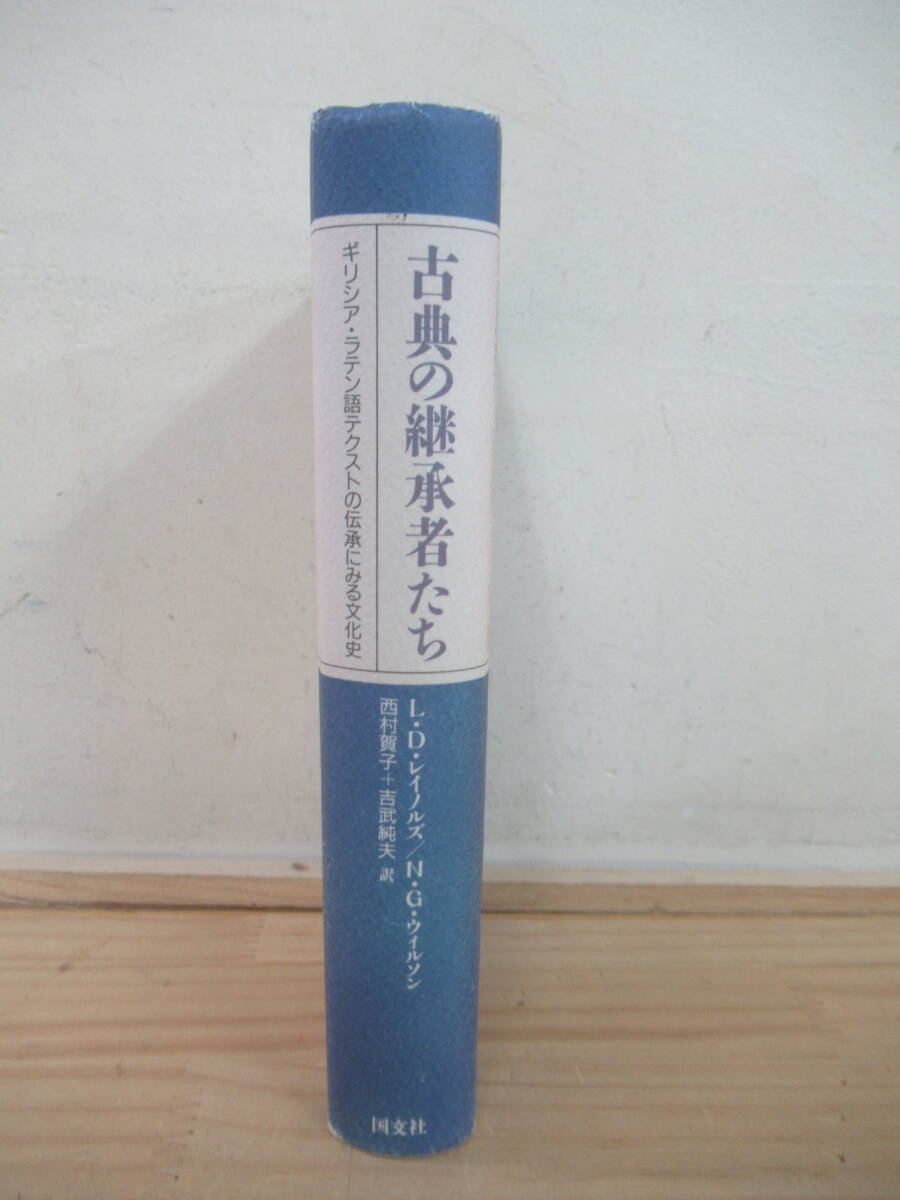 古典の継承者たち
ギリシア・ラテン語テクストの伝承にみる文化史
L・D・レイノルズ／N・G・ウィルソン
西村賀子＋吉武純夫 訳
国文社